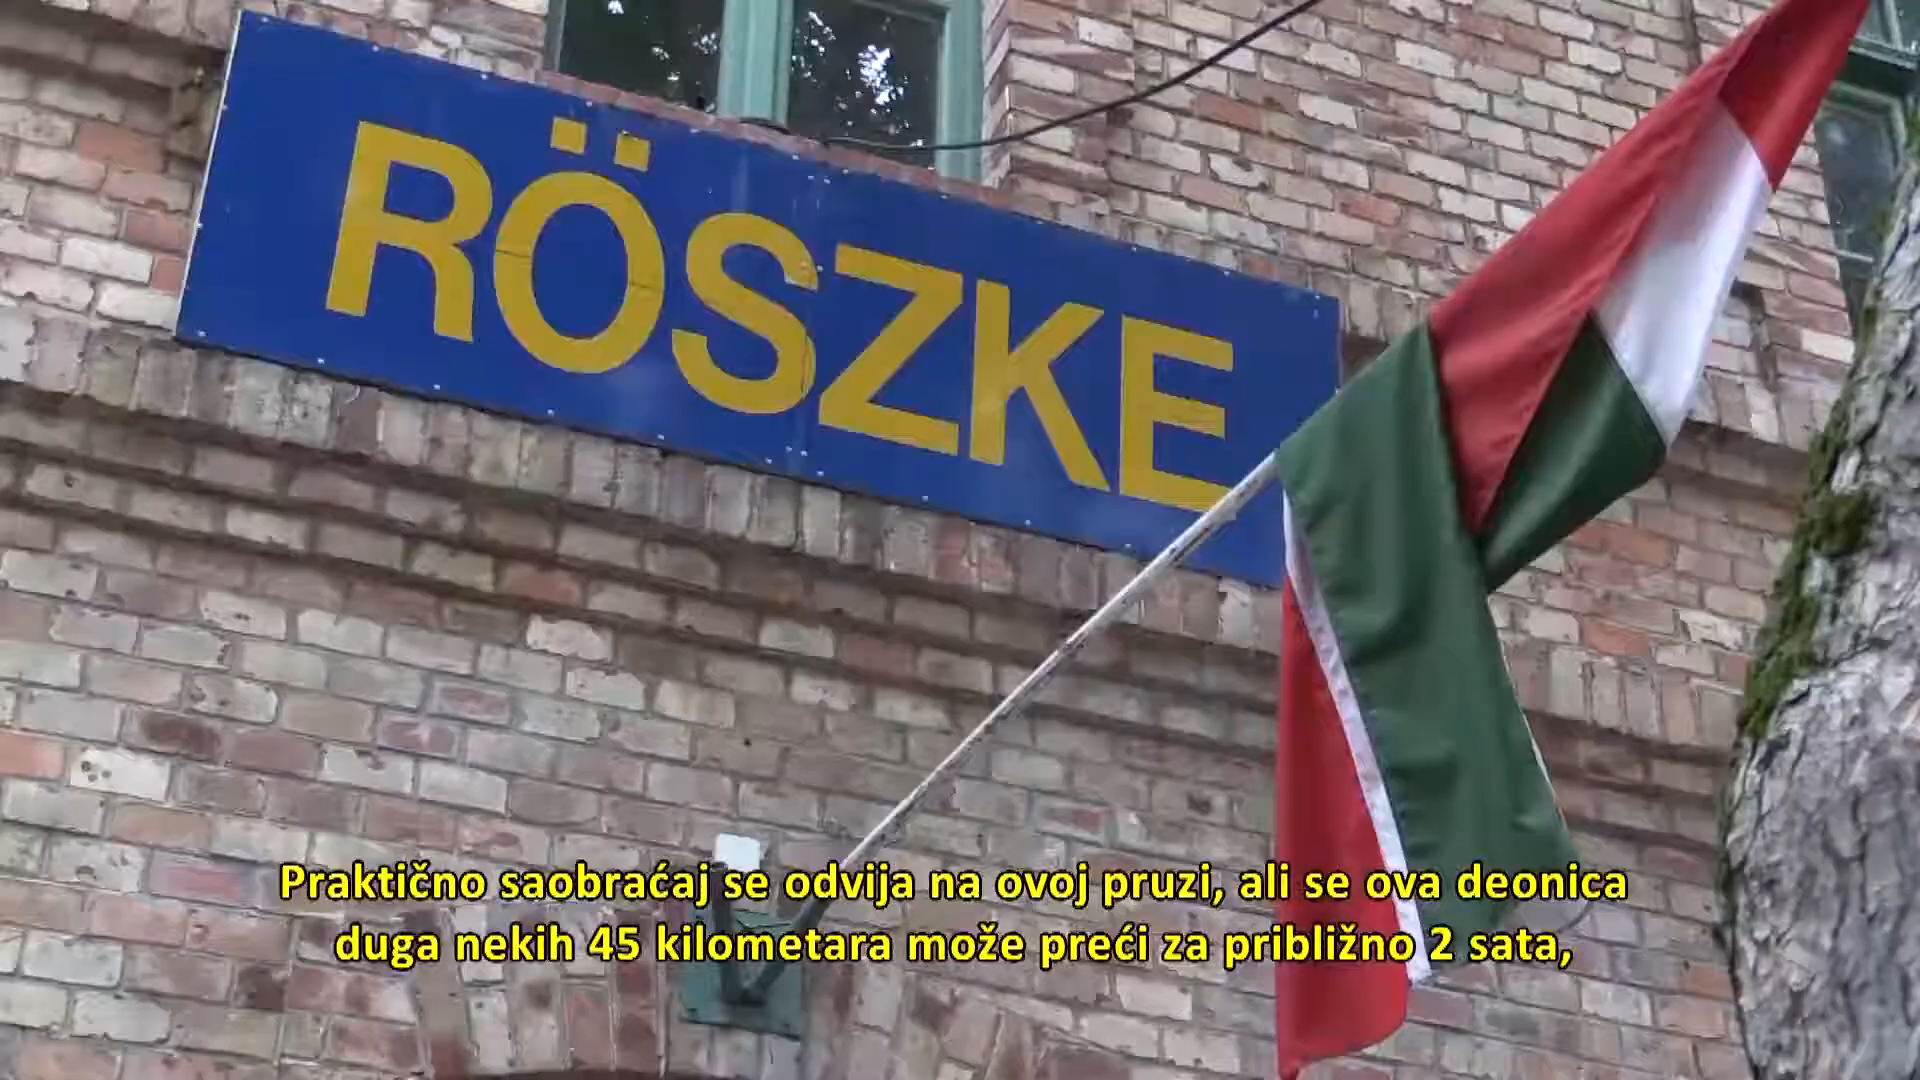 RÖSZKE
Praktično saobraćaj se odvija na ovoj pruzi, ali se ova deonica
duga nekih 45 kilometara može preći za približno 2 sata,